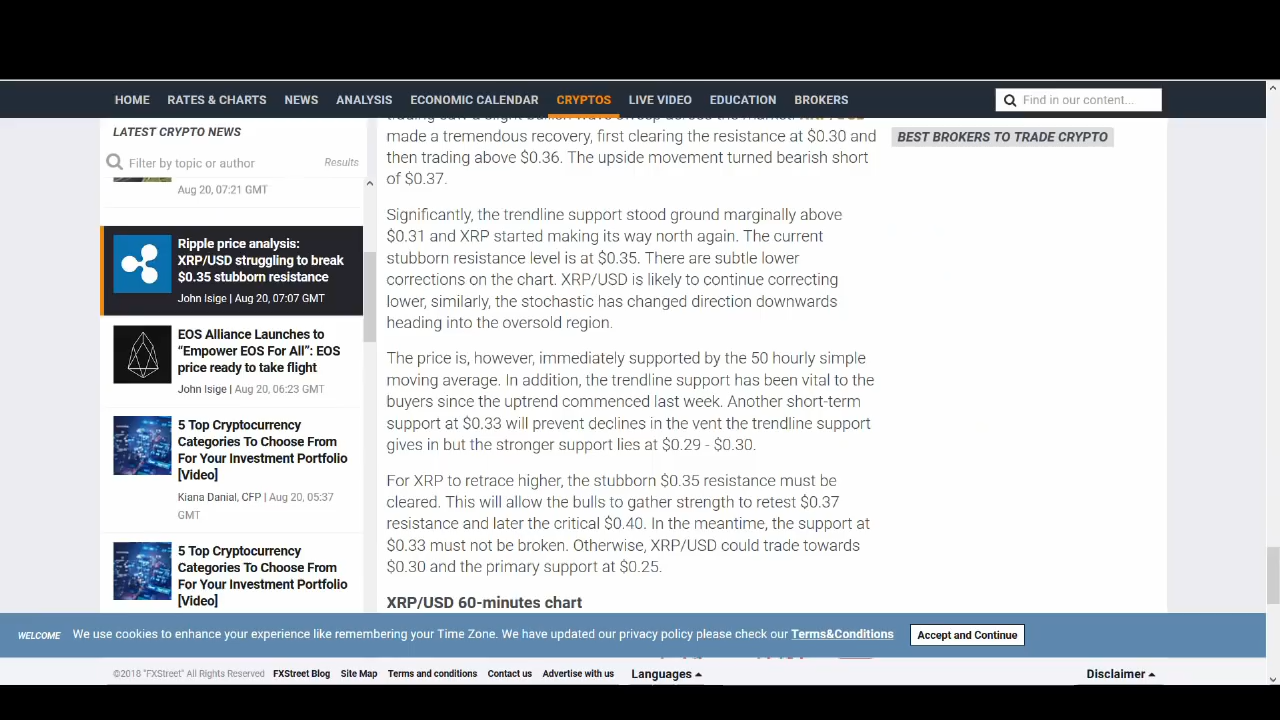 HOME RATES & CHARTS NEWS ANALYSIS ECONOMIC CALENDAR CRYPTOS LIVE VIDEO EDUCATION BROKERS Find in our content...
LATEST CRYPTO NEWS
Filter by topic or author Results
Aug 20, 07:21 GMT
Ripple price analysis:
XRP/USD struggling to break
$0.35 stubborn resistance
John Isige | Aug 20, 07:07 GMT
EOS Alliance Launches to
“Empower EOS For All”: EOS
price ready to take flight
John Isige | Aug 20, 06:23 GMT
5 Top Cryptocurrency
Categories To Choose From
For Your Investment Portfolio
[Video]
Kiana Danial, CFP | Aug 20, 05:37
GMT
5 Top Cryptocurrency
Categories To Choose From
For Your Investment Portfolio
[Video]
made a tremendous recovery, first clearing the resistance at $0.30 and
then trading above $0.36. The upside movement turned bearish short
of $0.37.
Significantly, the trendline support stood ground marginally above
$0.31 and XRP started making its way north again. The current
stubborn resistance level is at $0.35. There are subtle lower
corrections on the chart. XRP/USD is likely to continue correcting
lower, similarly, the stochastic has changed direction downwards
heading into the oversold region.
The price is, however, immediately supported by the 50 hourly simple
moving average. In addition, the trendline support has been vital to the
buyers since the uptrend commenced last week. Another short-term
support at $0.33 will prevent declines in the vent the trendline support
gives in but the stronger support lies at $0.29 - $0.30.
For XRP to retrace higher, the stubborn $0.35 resistance must be
cleared. This will allow the bulls to gather strength to retest $0.37
resistance and later the critical $0.40. In the meantime, the support at
$0.33 must not be broken. Otherwise, XRP/USD could trade towards
$0.30 and the primary support at $0.25.
XRP/USD 60-minutes chart
BEST BROKERS TO TRADE CRYPTO
WELCOME We use cookies to enhance your experience like remembering your Time Zone. We have updated our privacy policy please check our Terms&Conditions Accept and Continue
©2018 "FXStreet" All Rights Reserved FXStreet Blog Site Map Terms and conditions Contact us Advertise with us Languages Disclaimer